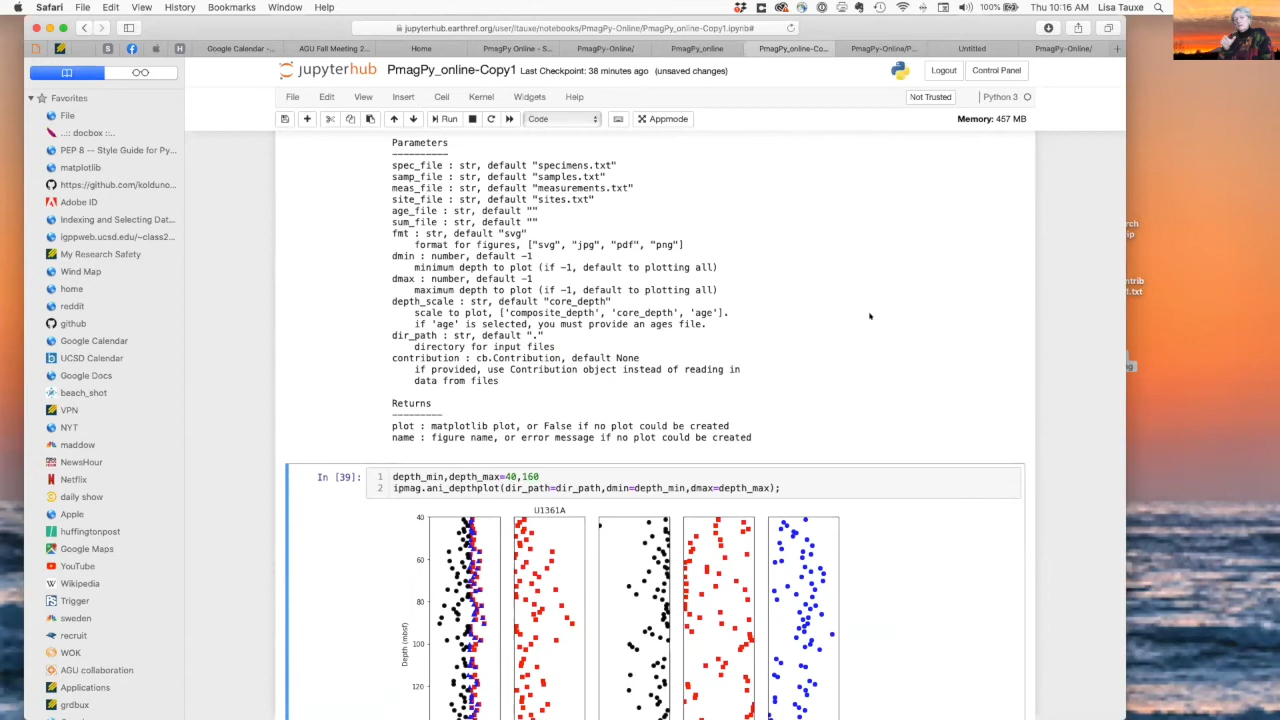 Safari File Edit View History Bookmarks Window Help 100% Thu 10:16 AM Lisa Tauxe
jupyterhub.earthref.org/user/ltauxe/notebooks/PmagPy-Online/PmagPy_online-Copy1.ipynb#
Google Calendar -... AGU Fall Meeting 2... Home PmagPy Online - S... PmagPy-Online/ PmagPy_online PmagPy_online-Co... PmagPy-Online/P... Untitled PmagPy-Online/
jupyterhub PmagPy_online-Copy1 Last Checkpoint: 38 minutes ago (unsaved changes) Logout Control Panel
File Edit View Insert Cell Kernel Widgets Help Not Trusted Python 3
Run Code Appmode Memory: 457 MB
Favorites
File
..:: docbox ::..
PEP 8 -- Style Guide for Py...
matplotlib
https://github.com/kolduno...
Adobe ID
Indexing and Selecting Dat...
igppweb.ucsd.edu/~class2...
My Research Safety
Wind Map
home
reddit
github
Google Calendar
UCSD Calendar
Google Docs
beach_shot
VPN
NYT
maddow
NewsHour
Netflix
daily show
Apple
huffingtonpost
Google Maps
YouTube
Wikipedia
Trigger
sweden
recruit
WOK
AGU collaboration
Applications
grdbux
Parameters
----------
spec_file : str, default "specimens.txt"
samp_file : str, default "samples.txt"
meas_file : str, default "measurements.txt"
site_file : str, default "sites.txt"
age_file : str, default ""
sum_file : str, default ""
fmt : str, default "svg"
format for figures, ["svg", "jpg", "pdf", "png"]
dmin : number, default -1
minimum depth to plot (if -1, default to plotting all)
dmax : number, default -1
maximum depth to plot (if -1, default to plotting all)
depth_scale : str, default "core_depth"
scale to plot, ['composite_depth', 'core_depth', 'age'].
if 'age' is selected, you must provide an ages file.
dir_path : str, default "."
directory for input files
contribution : cb.Contribution, default None
if provided, use Contribution object instead of reading in
data from files
Returns
---------
plot : matplotlib plot, or False if no plot could be created
name : figure name, or error message if no plot could be created
In [39]:
1 depth_min,depth_max=40,160
2 ipmag.ani_depthplot(dir_path=dir_path,dmin=depth_min,dmax=depth_max);
U1361A
40
60
80
100
120
Depth (mbsf)